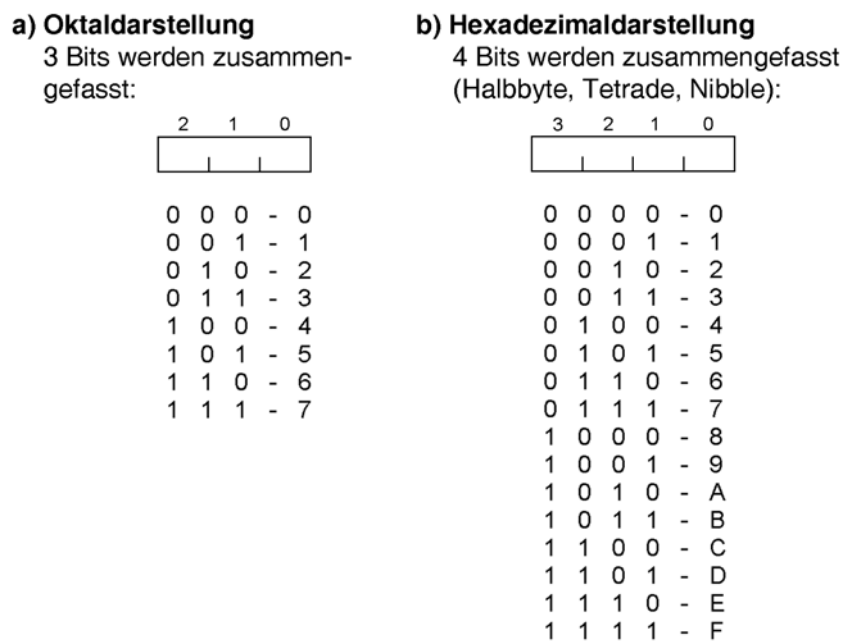 a) Oktaldarstellung
3 Bits werden zusammen-
gefasst:
2 1 0
0 0 0 - 0
0 0 1 - 1
0 1 0 - 2
0 1 1 - 3
1 0 0 - 4
1 0 1 - 5
1 1 0 - 6
1 1 1 - 7
b) Hexadezimaldarstellung
4 Bits werden zusammengefasst
(Halbbyte, Tetrade, Nibble):
3 2 1 0
0 0 0 0 - 0
0 0 0 1 - 1
0 0 1 0 - 2
0 0 1 1 - 3
0 1 0 0 - 4
0 1 0 1 - 5
0 1 1 0 - 6
0 1 1 1 - 7
1 0 0 0 - 8
1 0 0 1 - 9
1 0 1 0 - A
1 0 1 1 - B
1 1 0 0 - C
1 1 0 1 - D
1 1 1 0 - E
1 1 1 1 - F